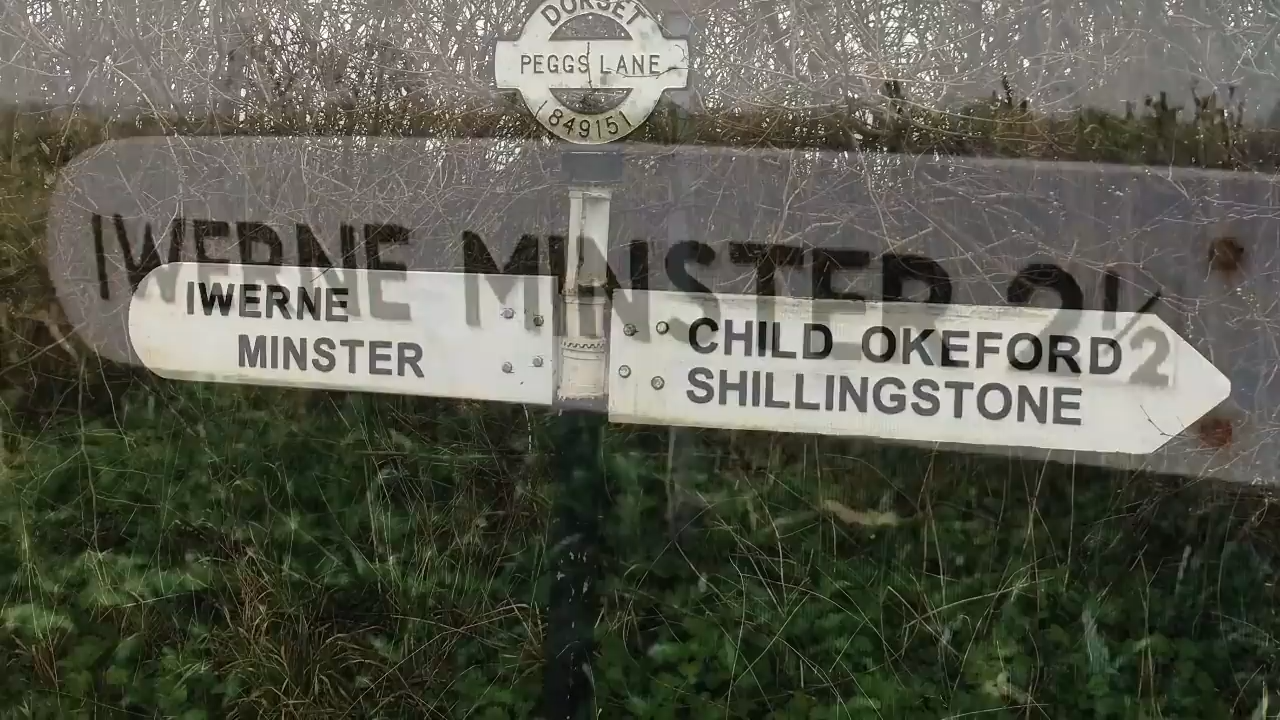 DORSET
PEGGS LANE
849151
IWERNE MINSTER 2½
IWERNE
MINSTER
CHILD OKEFORD
SHILLINGSTONE